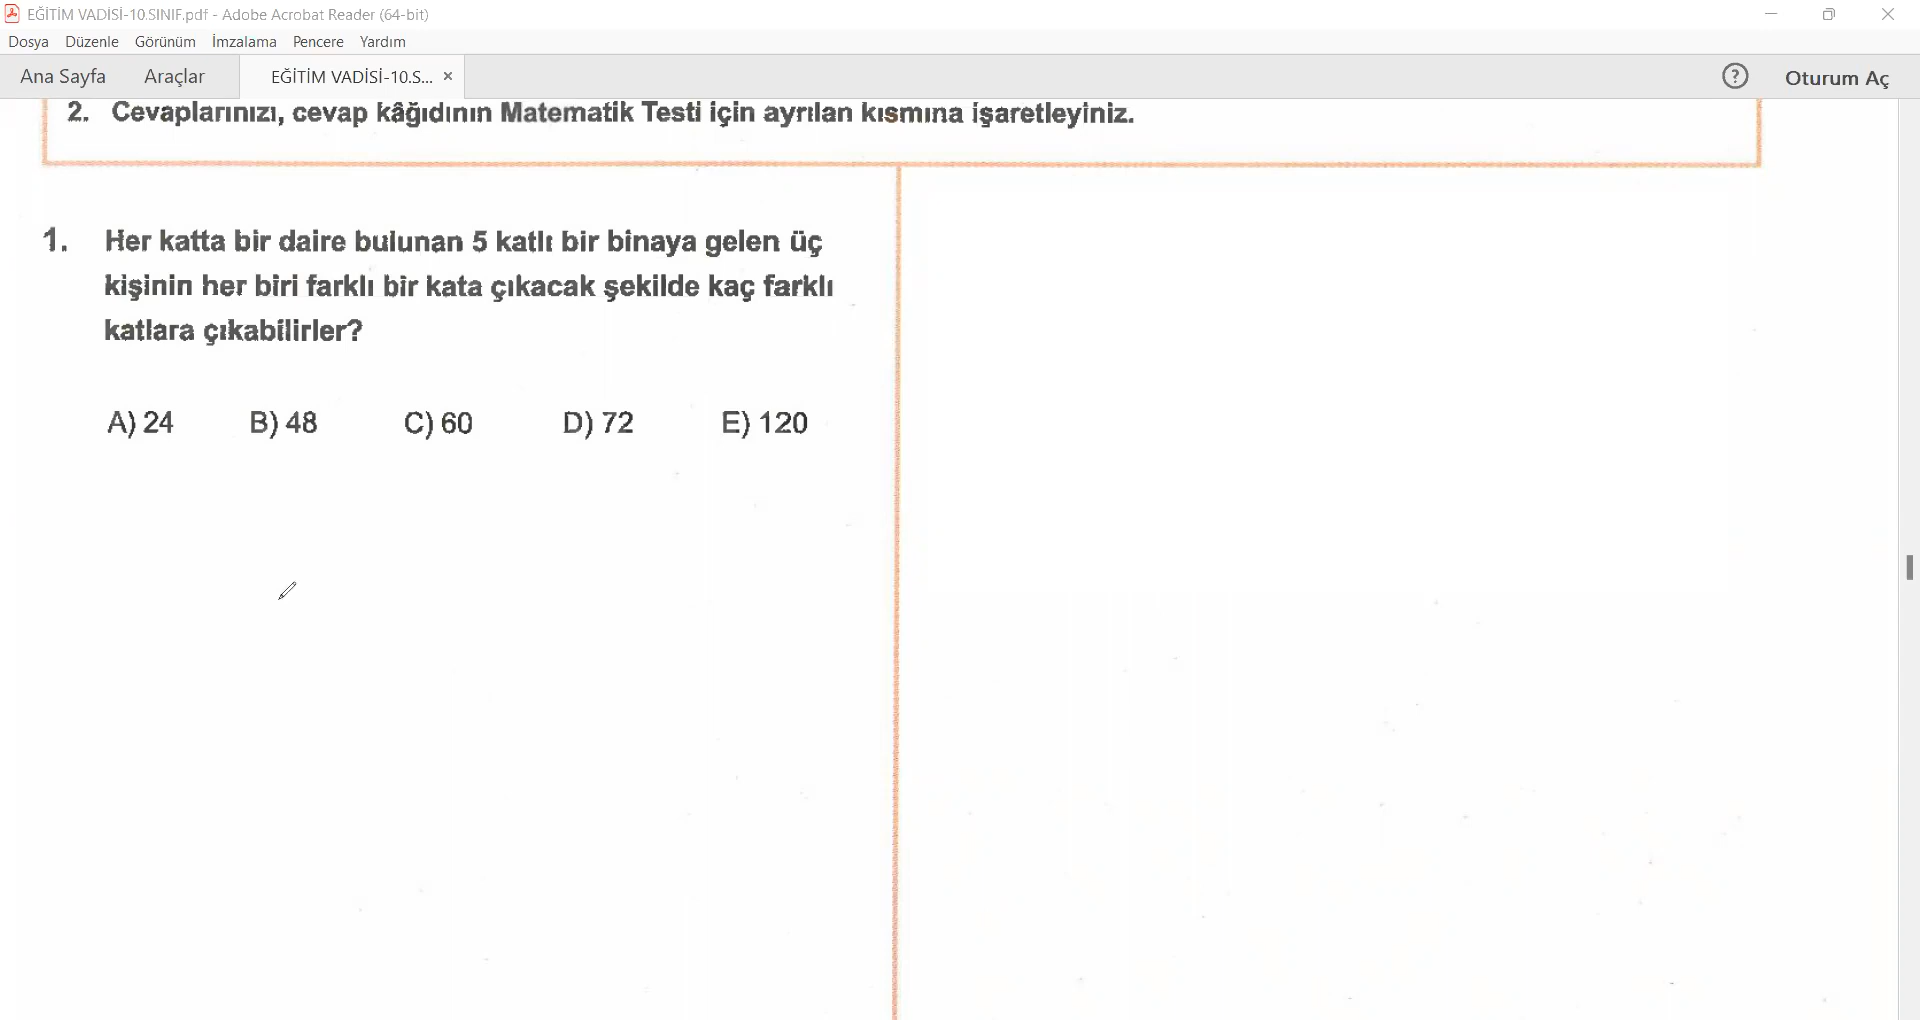 EĞİTİM VADİSİ-10.SINIF.pdf - Adobe Acrobat Reader (64-bit)
Dosya Düzenle Görünüm İmzalama Pencere Yardım
Ana Sayfa Araçlar EĞİTİM VADİSİ-10.S... × ? Oturum Aç
2. Cevaplarınızı, cevap kâğıdının Matematik Testi için ayrılan kısmına işaretleyiniz.
1. Her katta bir daire bulunan 5 katlı bir binaya gelen üç
kişinin her biri farklı bir kata çıkacak şekilde kaç farklı
katlara çıkabilirler?
A) 24 B) 48 C) 60 D) 72 E) 120